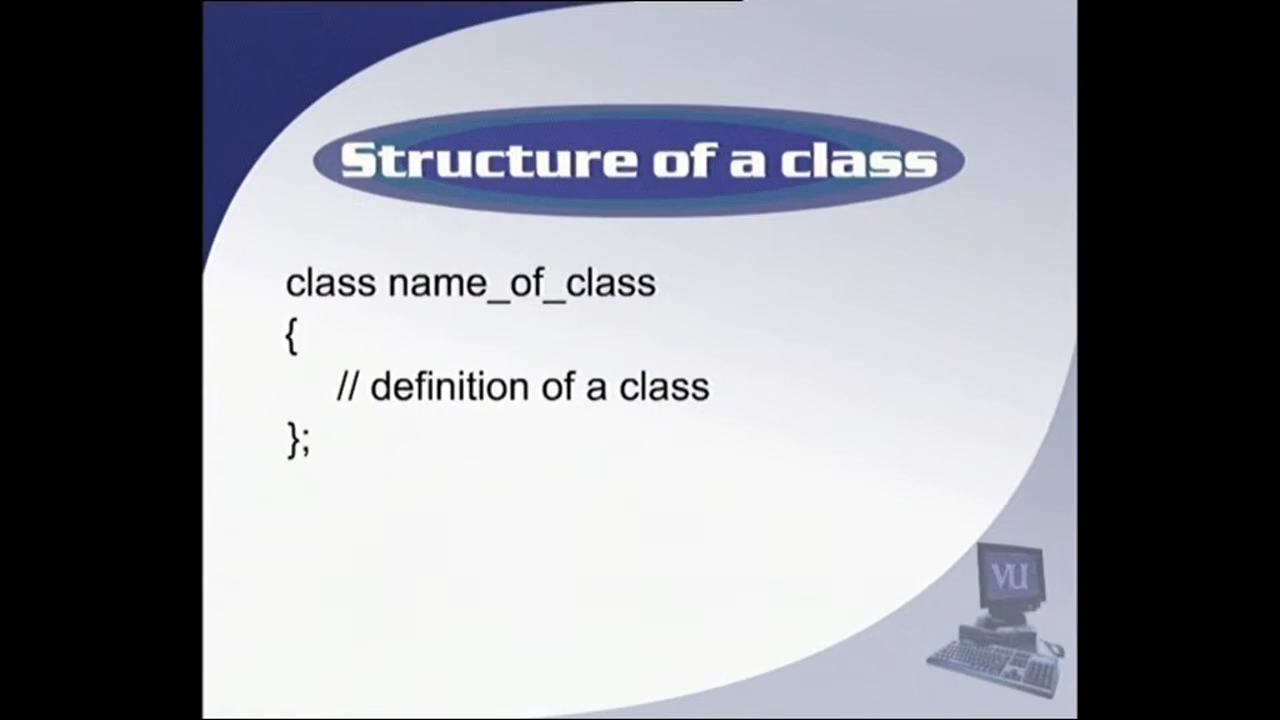 Structure of a class
class name_of_class
{
// definition of a class
};
VU